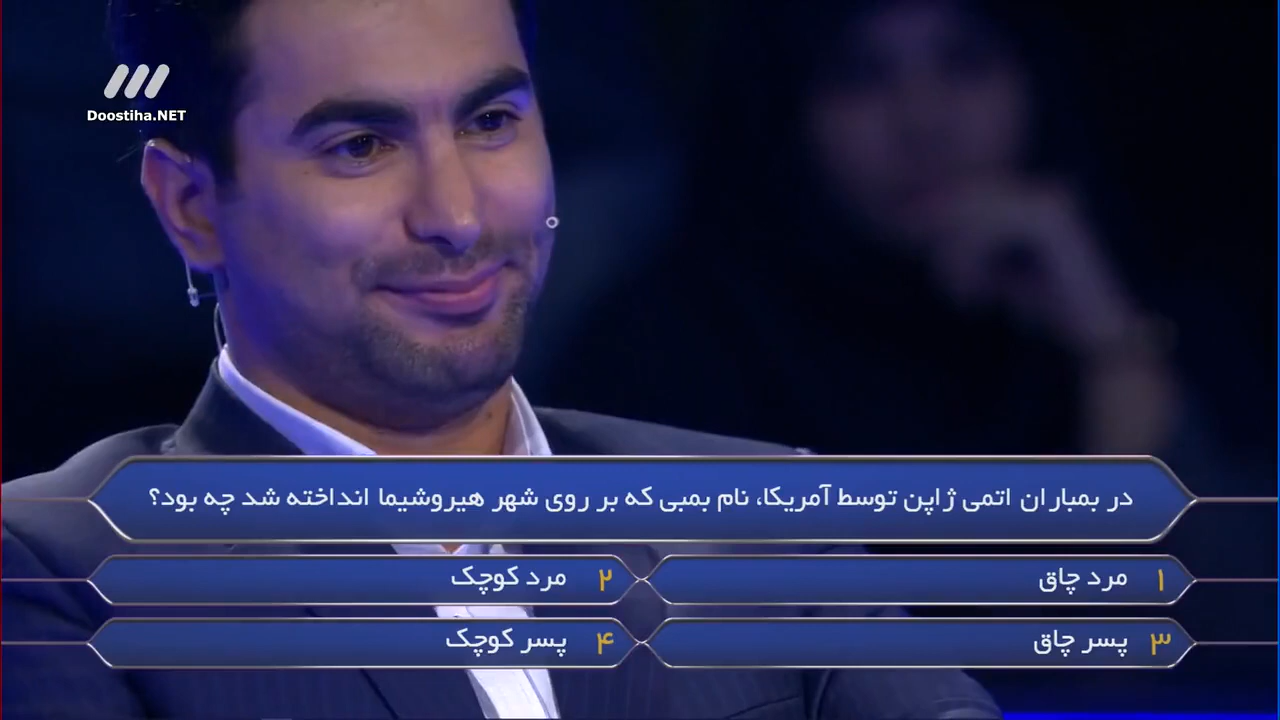 Doostiha.NET
در بمباران اتمی ژاپن توسط آمریکا، نام بمبی که بر روی شهر هیروشیما انداخته شد چه بود؟
۱ مرد چاق
۲ مرد کوچک
۳ پسر چاق
۴ پسر کوچک